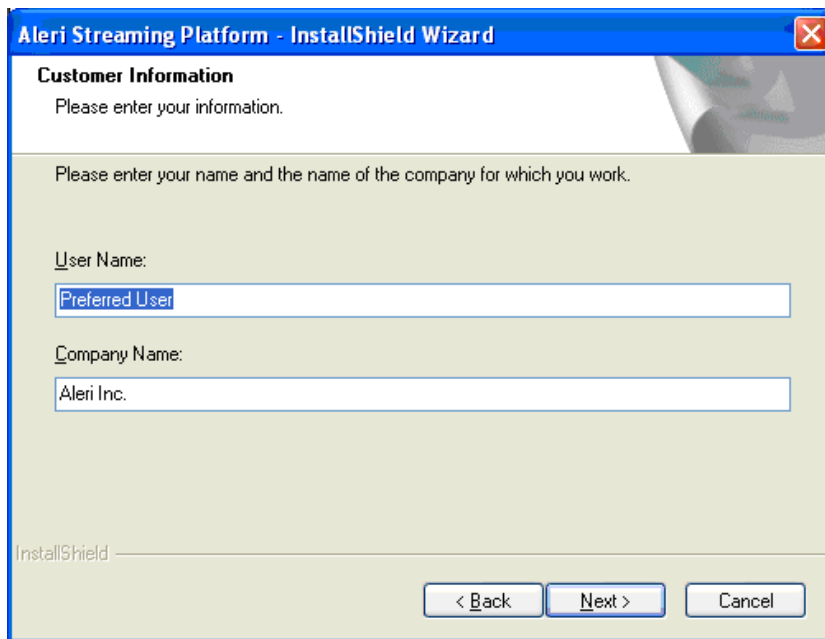 Aleri Streaming Platform - InstallShield Wizard
Customer Information
Please enter your information.
Please enter your name and the name of the company for which you work.
User Name:
Preferred User
Company Name:
Aleri Inc.
InstallShield
< Back
Next >
Cancel